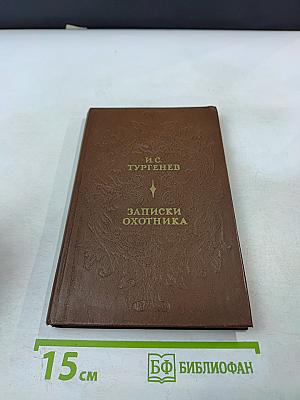 И.С.
ТУРГЕНЕВ
ЗАПИСКИ
ОХОТНИКА
15 см
БФ БИБЛИОФАН